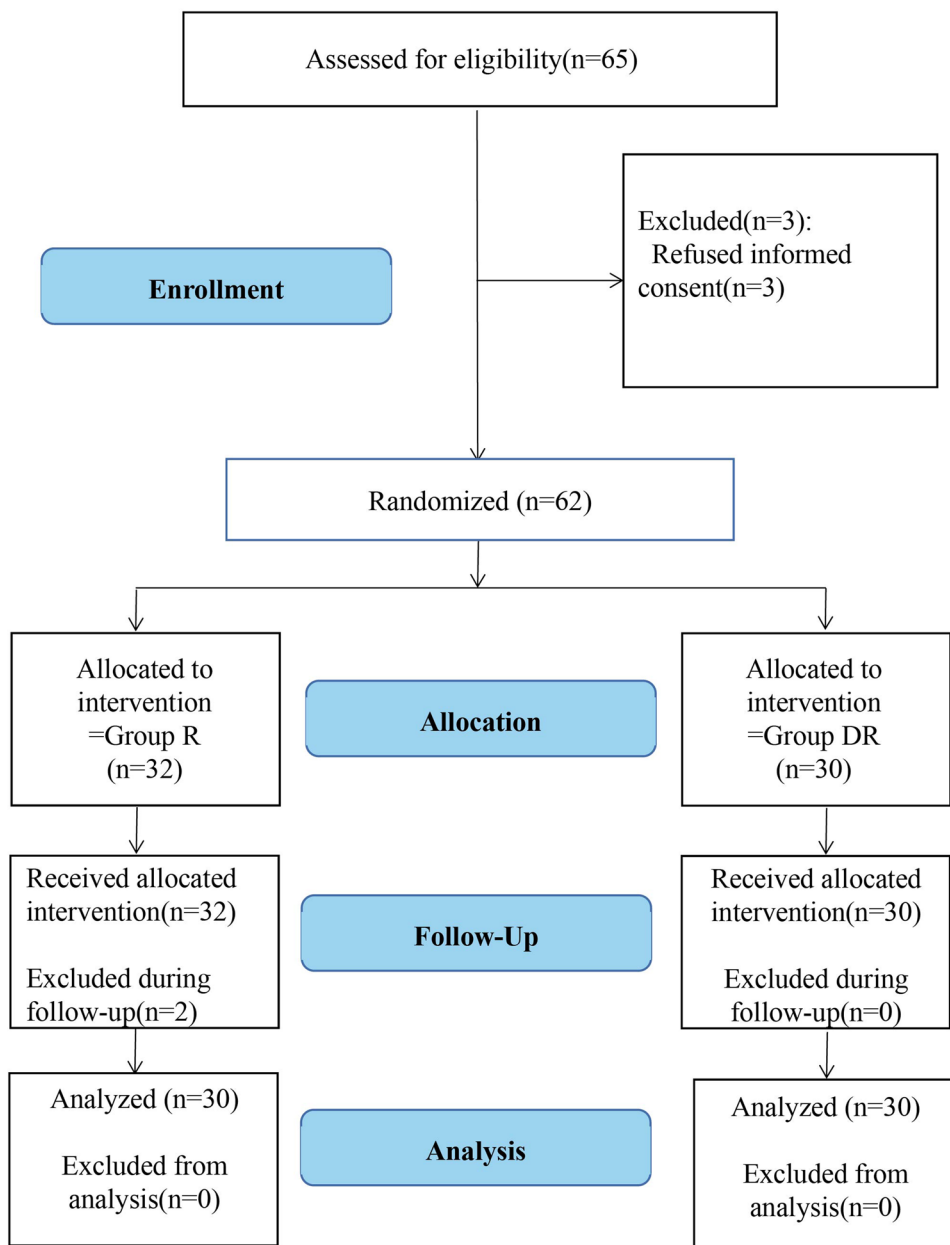 Assessed for eligibility(n=65)
Excluded(n=3):
Refused informed
consent(n=3)
Enrollment
Randomized (n=62)
Allocated to
intervention
=Group R
(n=32)
Allocation
Allocated to
intervention
=Group DR
(n=30)
Received allocated
intervention(n=32)
Excluded during
follow-up(n=2)
Follow-Up
Received allocated
intervention(n=30)
Excluded during
follow-up(n=0)
Analyzed (n=30)
Excluded from
analysis(n=0)
Analysis
Analyzed (n=30)
Excluded from
analysis(n=0)